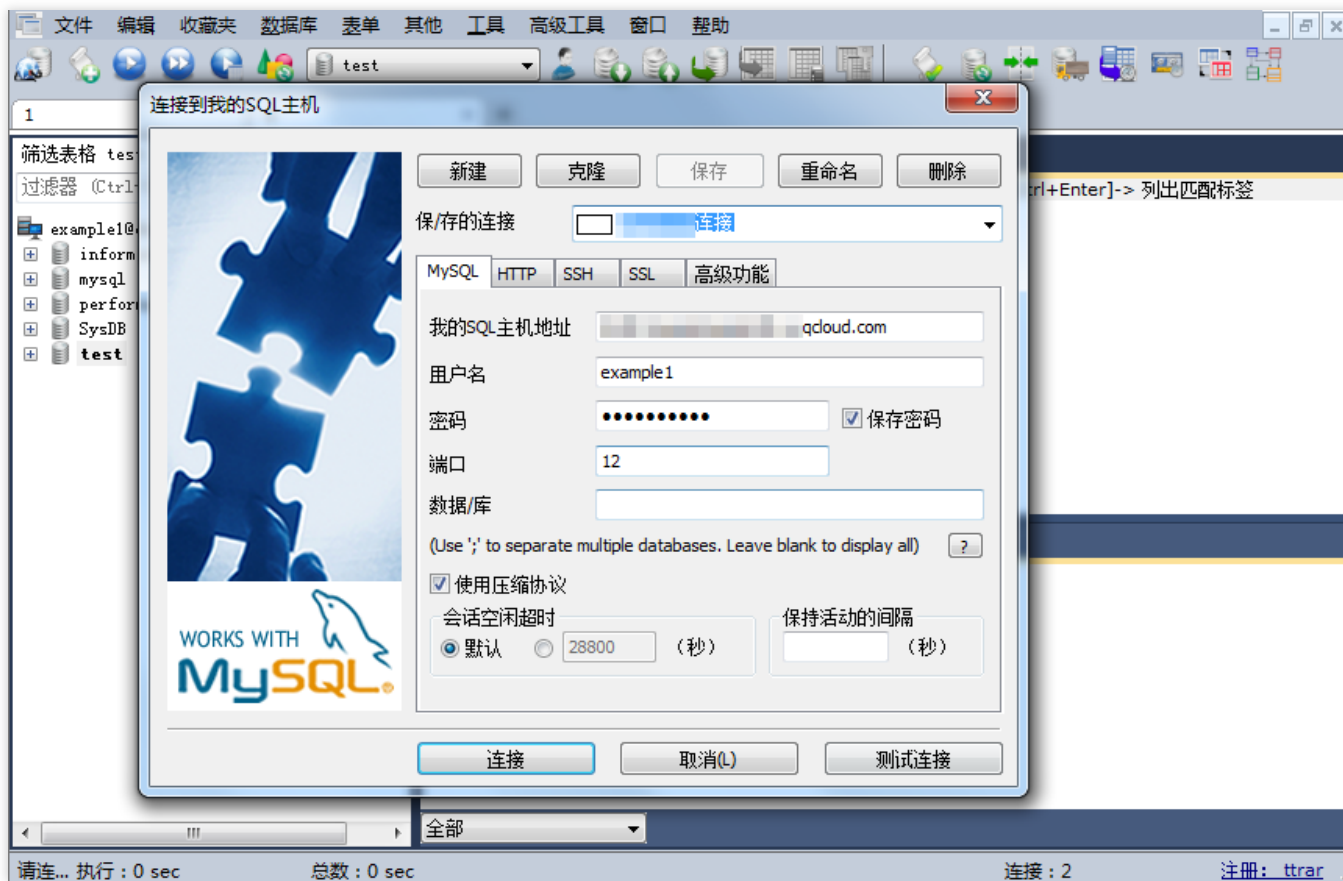 文件 编辑 收藏夹 数据库 表单 其他 工具 高级工具 窗口 帮助
test
1
连接到我的SQL主机
筛选表格 tes
过滤器 (Ctrl
trl+Enter]-> 列出匹配标签
新建 克隆 保存 重命名 删除
保/存的连接 连接
example1@
inform
mysql
perfor
SysDB
test
MySQL HTTP SSH SSL 高级功能
我的SQL主机地址 qcloud.com
用户名 example1
密码 ●●●●●●●●●● 保存密码
端口 12
数据/库
(Use ';' to separate multiple databases. Leave blank to display all) ?
使用压缩协议
会话空闲超时 保持活动的间隔
默认 28800 (秒) (秒)
WORKS WITH
MySQL®
连接 取消(L) 测试连接
全部
请连... 执行：0 sec 总数：0 sec 连接：2 注册： ttrar